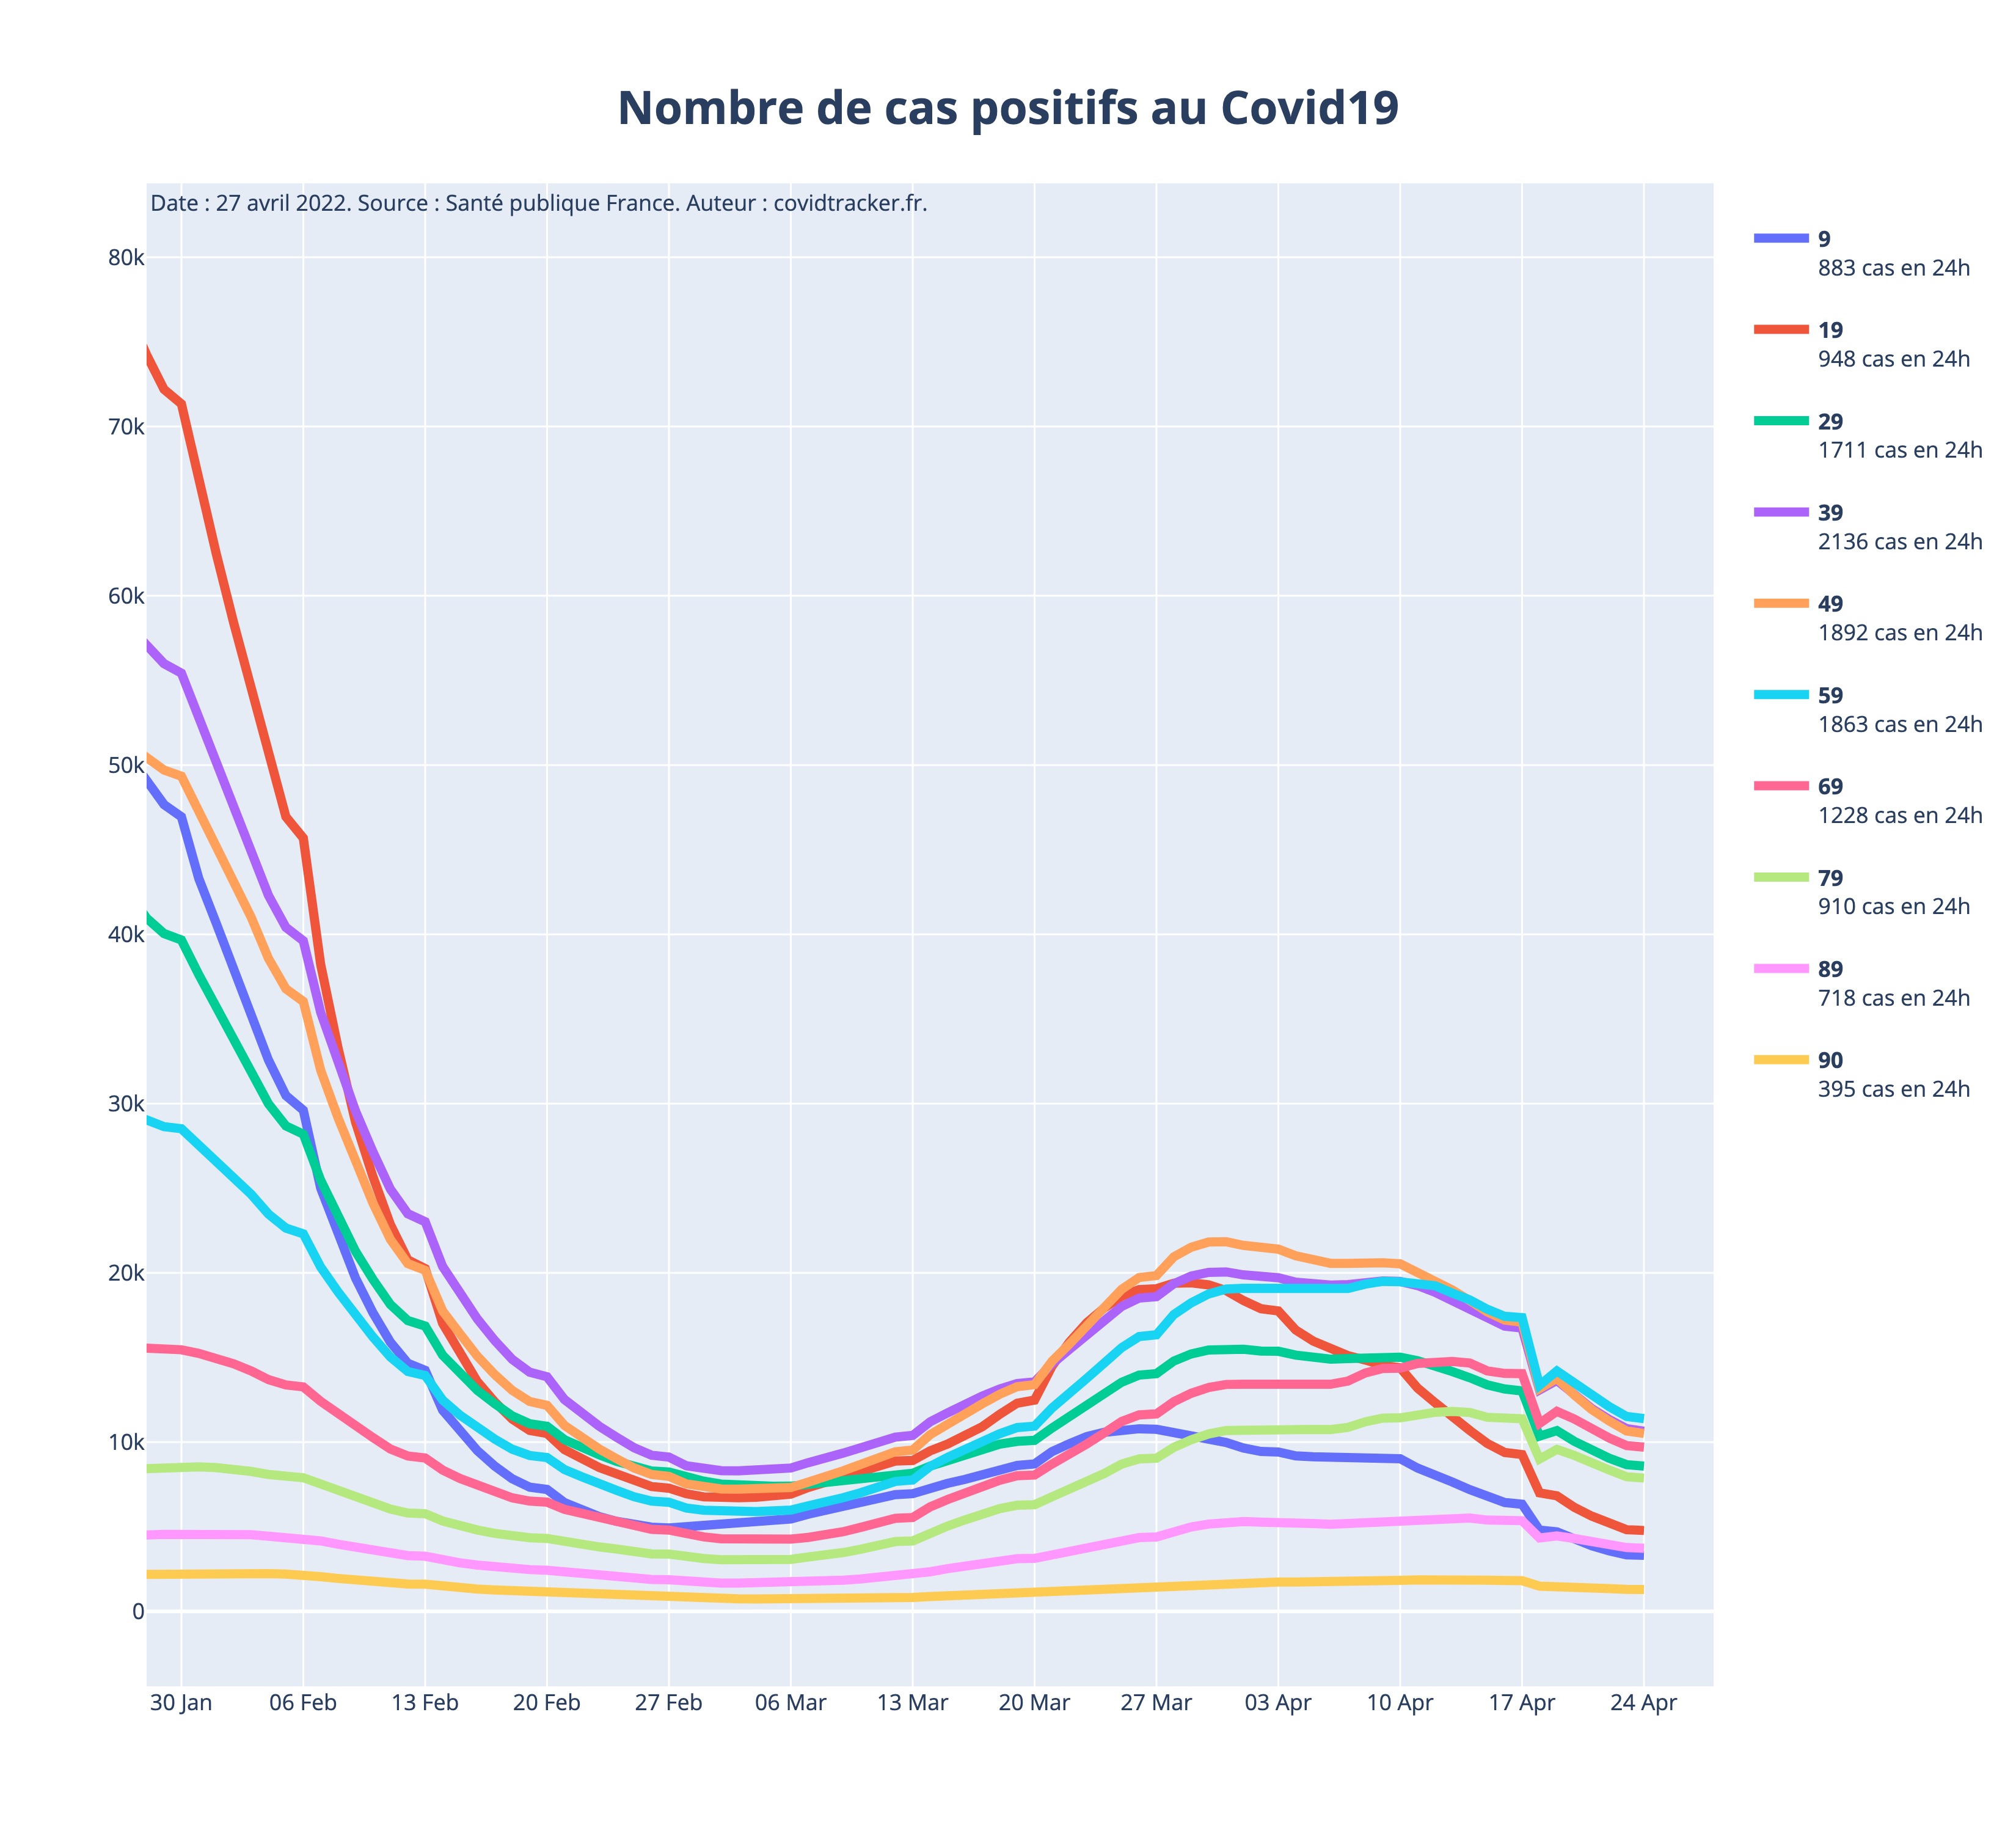 Nombre de cas positifs au Covid19
Date : 27 avril 2022. Source : Santé publique France. Auteur : covidtracker.fr.
80k
70k
60k
50k
40k
30k
20k
10k
0
30 Jan
06 Feb
13 Feb
20 Feb
27 Feb
06 Mar
13 Mar
20 Mar
27 Mar
03 Apr
10 Apr
17 Apr
24 Apr
9
883 cas en 24h
19
948 cas en 24h
29
1711 cas en 24h
39
2136 cas en 24h
49
1892 cas en 24h
59
1863 cas en 24h
69
1228 cas en 24h
79
910 cas en 24h
89
718 cas en 24h
90
395 cas en 24h